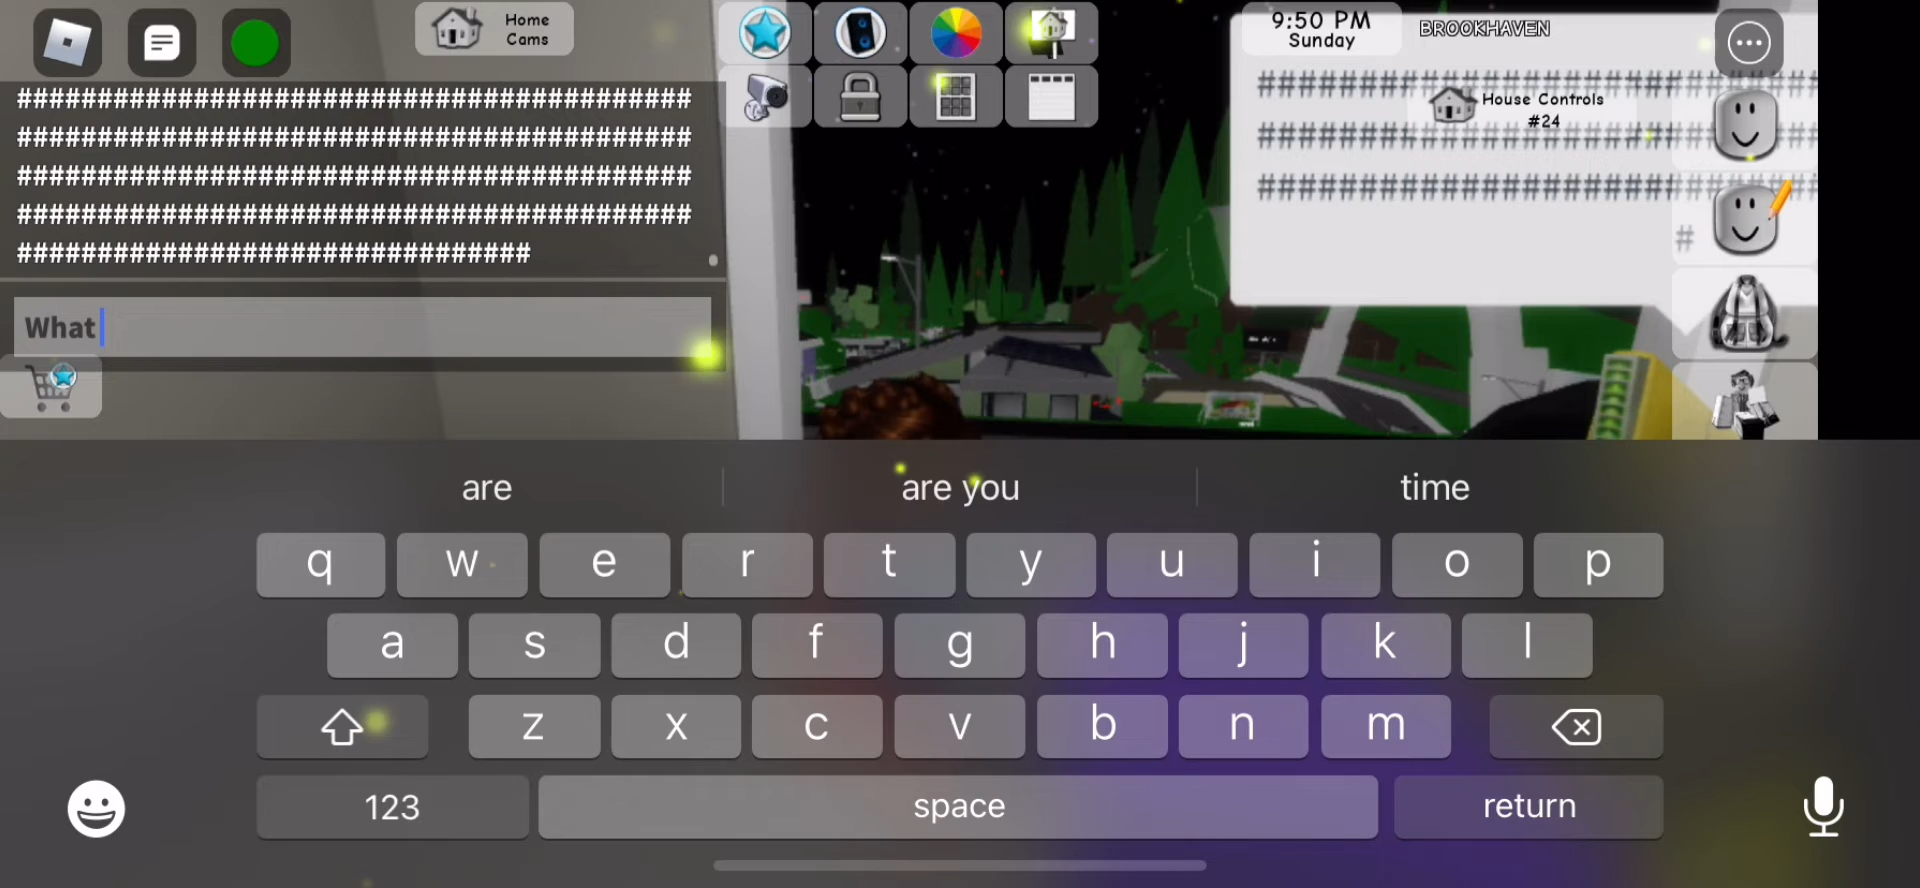 Home
Cams
9:50 PM
Sunday
BROOKHAVEN
House Controls
#24
##########################################
##########################################
##########################################
##########################################
################################
What
are
are you
time
q w e r t y u i o p
a s d f g h j k l
z x c v b n m
123
space
return